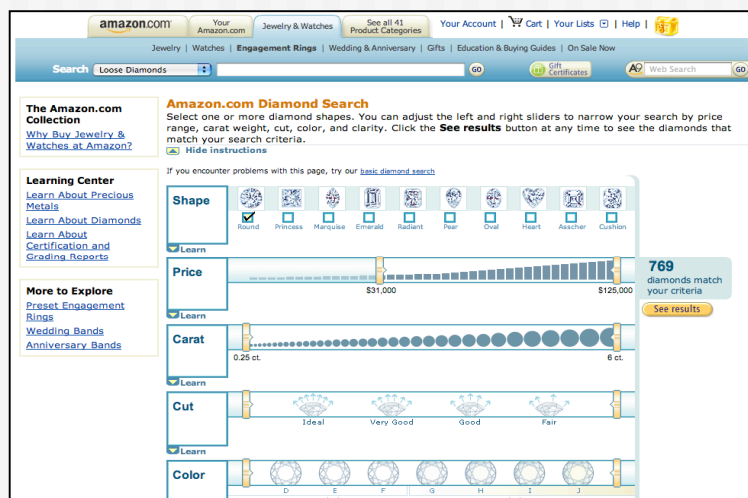 amazon.com
Your Amazon.com
Jewelry & Watches
See all 41 Product Categories
Your Account | Cart | Your Lists | Help |
Jewelry | Watches | Engagement Rings | Wedding & Anniversary | Gifts | Education & Buying Guides | On Sale Now
Search Loose Diamonds GO Gift Certificates A9 Web Search GO
The Amazon.com
Collection
Why Buy Jewelry &
Watches at Amazon?
Learning Center
Learn About Precious
Metals
Learn About Diamonds
Learn About
Certification and
Grading Reports
More to Explore
Preset Engagement
Rings
Wedding Bands
Anniversary Bands
Amazon.com Diamond Search
Select one or more diamond shapes. You can adjust the left and right sliders to narrow your search by price
range, carat weight, cut, color, and clarity. Click the See results button at any time to see the diamonds that
match your search criteria.
Hide instructions
If you encounter problems with this page, try our basic diamond search
Shape
Round Princess Marquise Emerald Radiant Pear Oval Heart Asscher Cushion
Learn
Price
$31,000 $125,000
Learn
769
diamonds match
your criteria
See results
Carat
0.25 ct. 6 ct.
Learn
Cut
Ideal Very Good Good Fair
Learn
Color
D E F G H I J